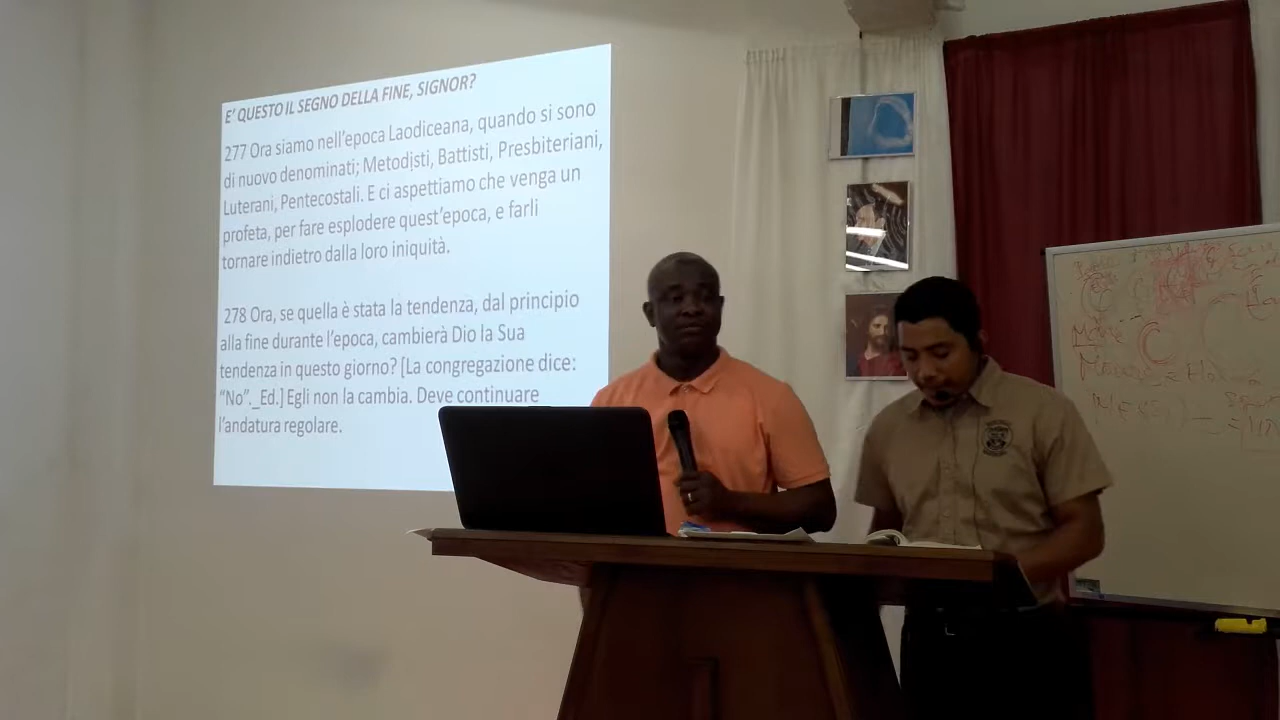 E' QUESTO IL SEGNO DELLA FINE, SIGNOR?
277 Ora siamo nell'epoca Laodiceana, quando si sono
di nuovo denominati; Metodisti, Battisti, Presbiteriani,
Luterani, Pentecostali. E ci aspettiamo che venga un
profeta, per fare esplodere quest'epoca, e farli
tornare indietro dalla loro iniquità.
278 Ora, se quella è stata la tendenza, dal principio
alla fine durante l'epoca, cambierà Dio la Sua
tendenza in questo giorno? [La congregazione dice:
"No"._Ed.] Egli non la cambia. Deve continuare
l'andatura regolare.